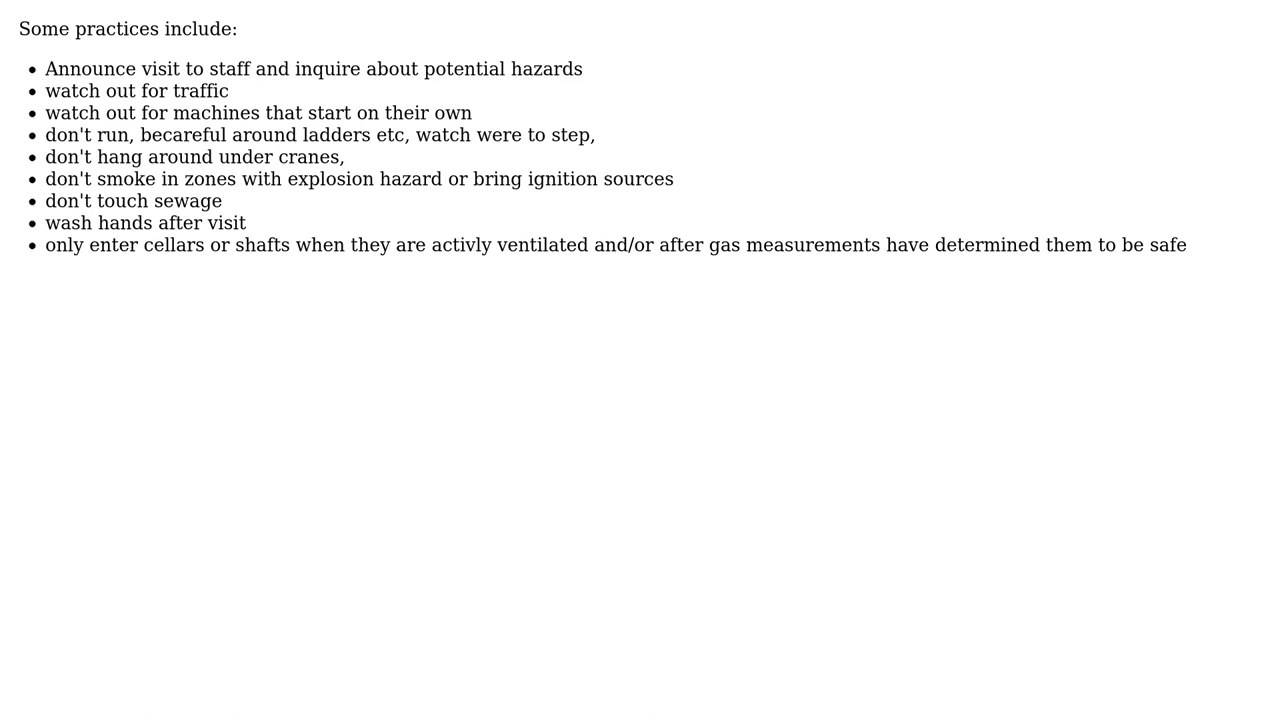 Some practices include:
Announce visit to staff and inquire about potential hazards
watch out for traffic
watch out for machines that start on their own
don't run, becareful around ladders etc, watch were to step,
don't hang around under cranes,
don't smoke in zones with explosion hazard or bring ignition sources
don't touch sewage
wash hands after visit
only enter cellars or shafts when they are activly ventilated and/or after gas measurements have determined them to be safe